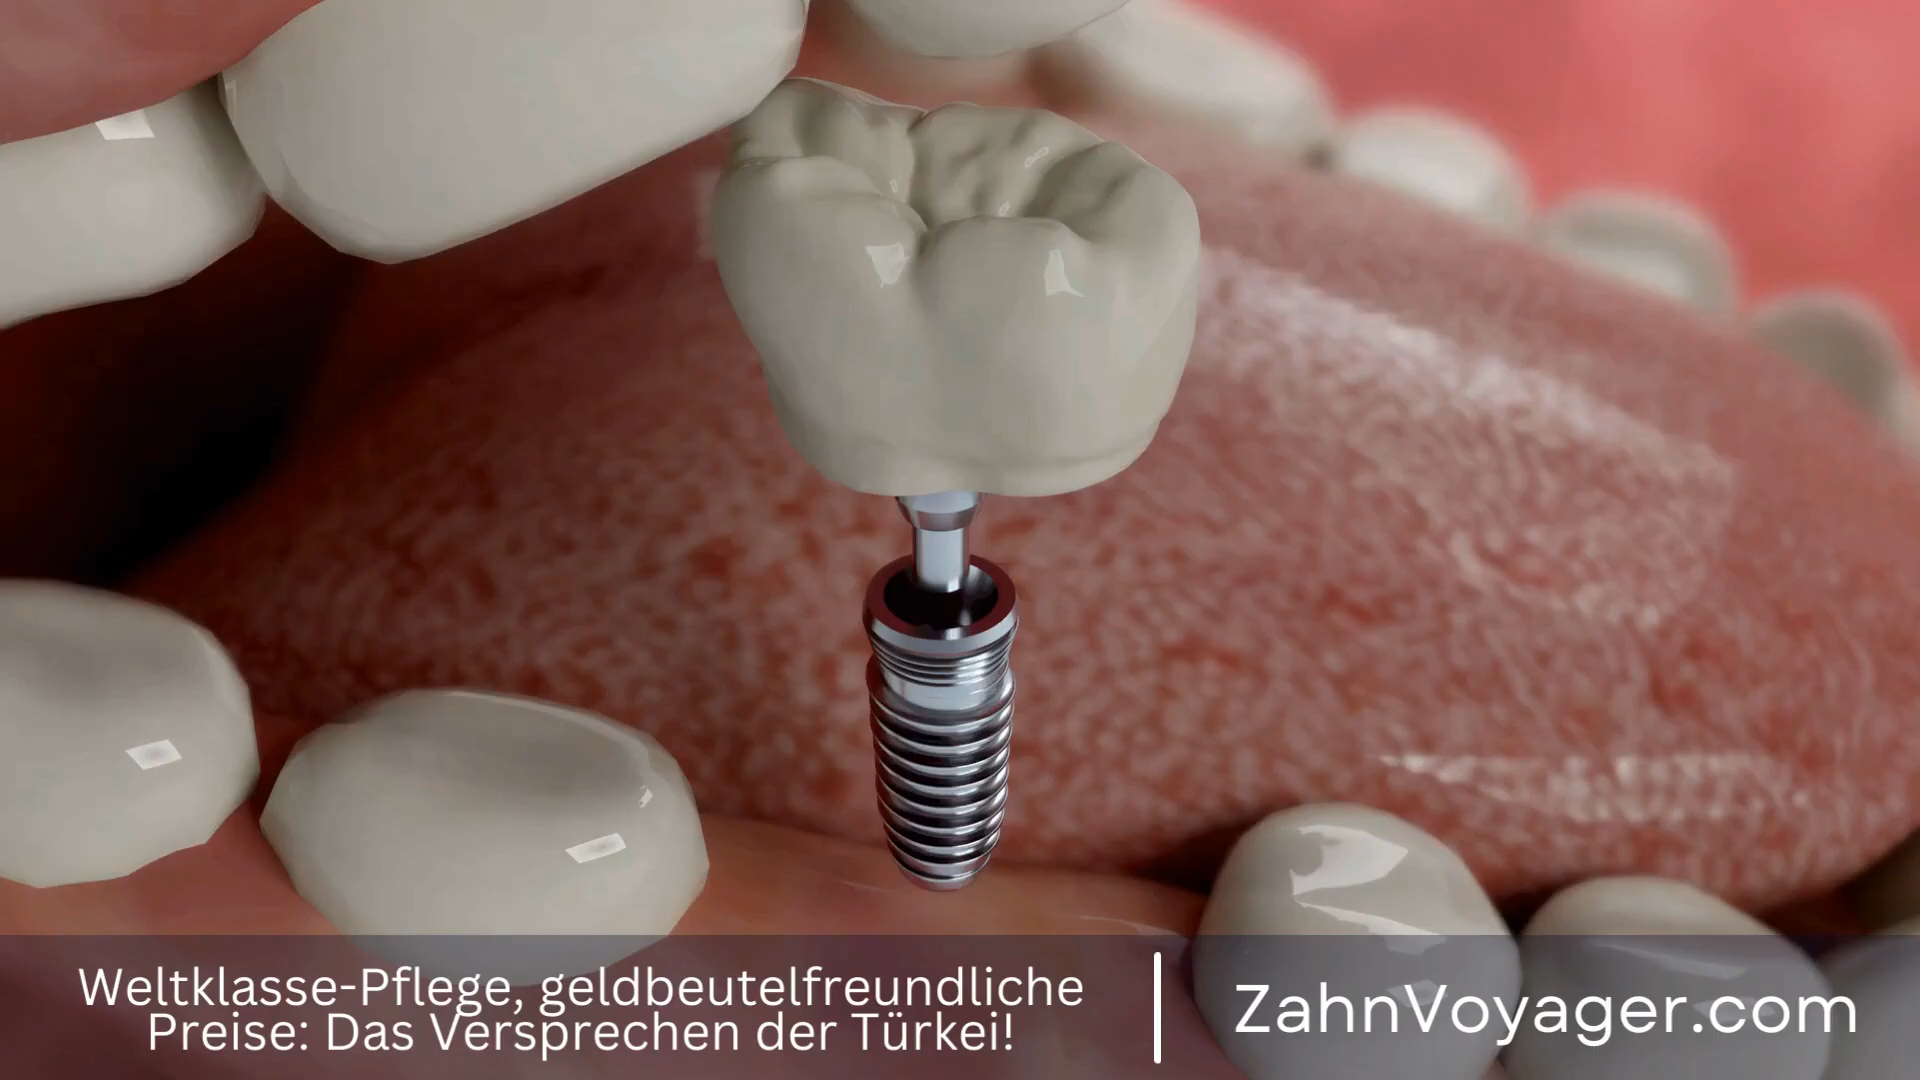 Weltklasse-Pflege, geldbeutelfreundliche
Preise: Das Versprechen der Türkei!
ZahnVoyager.com